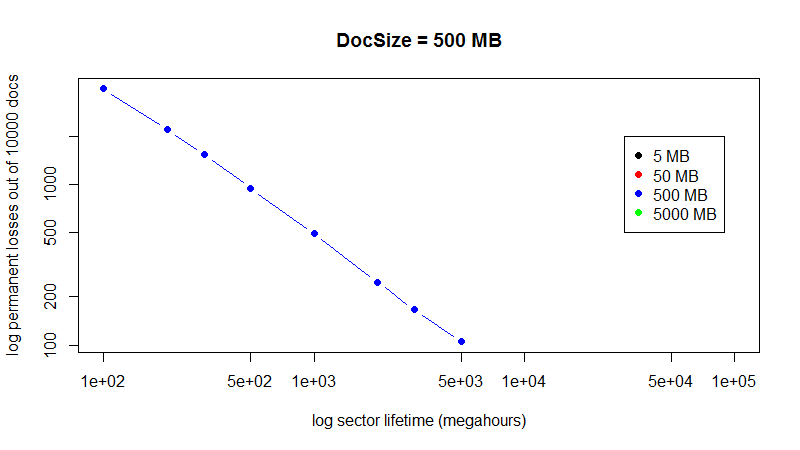 DocSize = 500 MB
log permanent losses out of 10000 docs
1000
500
200
100
5 MB
50 MB
500 MB
5000 MB
1e+02
5e+02
1e+03
5e+03
1e+04
5e+04
1e+05
log sector lifetime (megahours)